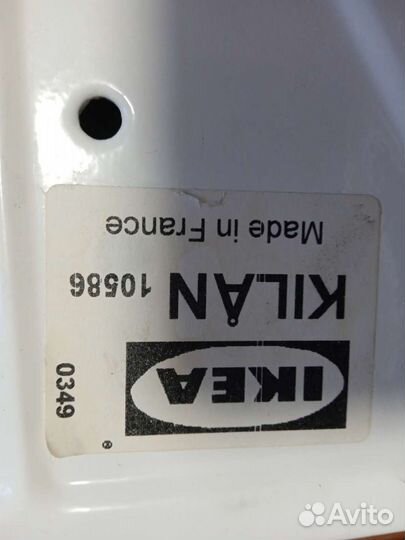 IKEA
®
KILÅN 10586
Made in France
0349
Avito